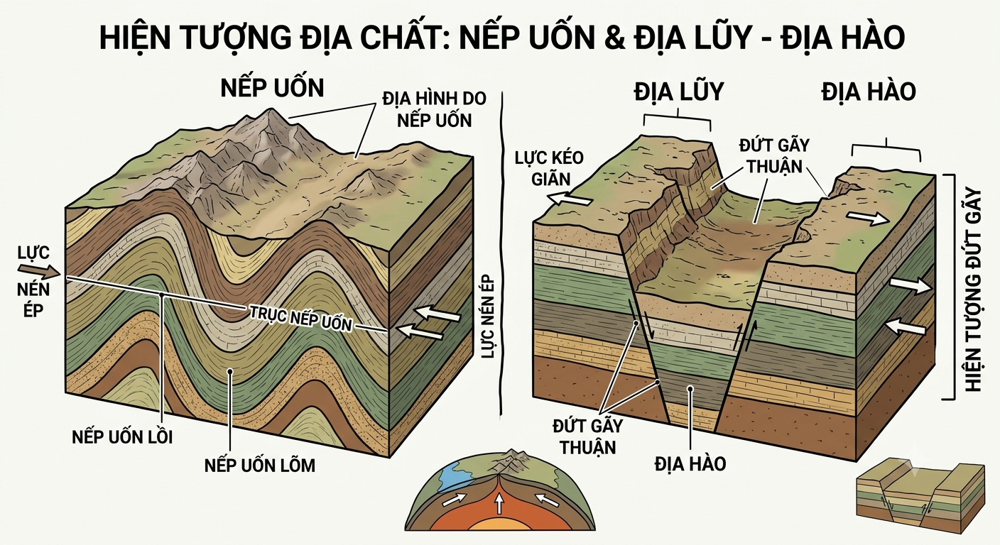 HIỆN TƯỢNG ĐỊA CHẤT: NẾP UỐN & ĐỊA LŨY - ĐỊA HÀO
NẾP UỐN
ĐỊA HÌNH DO
NẾP UỐN
LỰC
NÉN
ÉP
TRỤC NẾP UỐN
LỰC NÉN ÉP
NẾP UỐN LỒI
NẾP UỐN LÕM
ĐỊA LŨY
ĐỊA HÀO
LỰC KÉO
GIÃN
ĐỨT GÃY
THUẬN
HIỆN TƯỢNG ĐỨT GÃY
ĐỨT GÃY
THUẬN
ĐỊA HÀO